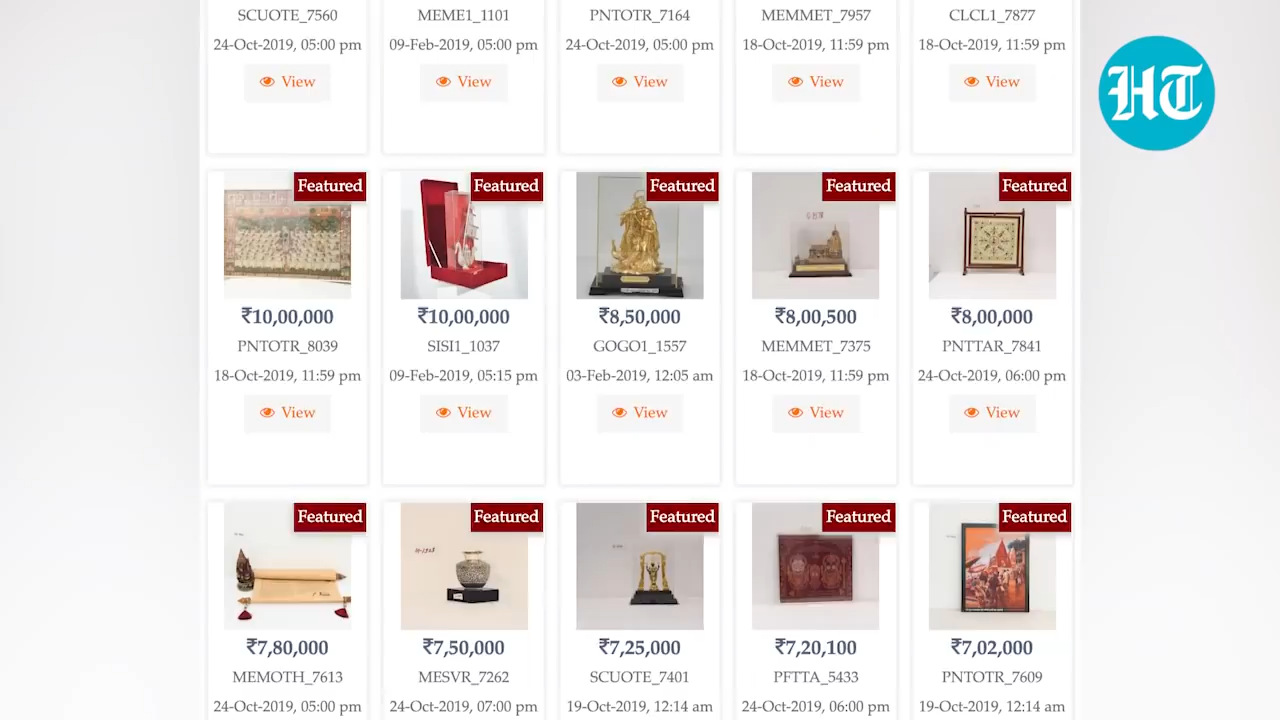 SCUOTE_7560 MEME1_1101 PNTOTR_7164 MEMMET_7957 CLCL1_7877
24-Oct-2019, 05:00 pm 09-Feb-2019, 05:00 pm 24-Oct-2019, 05:00 pm 18-Oct-2019, 11:59 pm 18-Oct-2019, 11:59 pm
View View View View View
HT
Featured Featured Featured Featured Featured
₹10,00,000 ₹10,00,000 ₹8,50,000 ₹8,00,500 ₹8,00,000
PNTOTR_8039 SISI1_1037 GOGO1_1557 MEMMET_7375 PNTTAR_7841
18-Oct-2019, 11:59 pm 09-Feb-2019, 05:15 pm 03-Feb-2019, 12:05 am 18-Oct-2019, 11:59 pm 24-Oct-2019, 06:00 pm
View View View View View
Featured Featured Featured Featured Featured
₹7,80,000 ₹7,50,000 ₹7,25,000 ₹7,20,100 ₹7,02,000
MEMOTH_7613 MESVR_7262 SCUOTE_7401 PFTTA_5433 PNTOTR_7609
24-Oct-2019, 05:00 pm 24-Oct-2019, 07:00 pm 19-Oct-2019, 12:14 am 24-Oct-2019, 06:00 pm 19-Oct-2019, 12:14 am